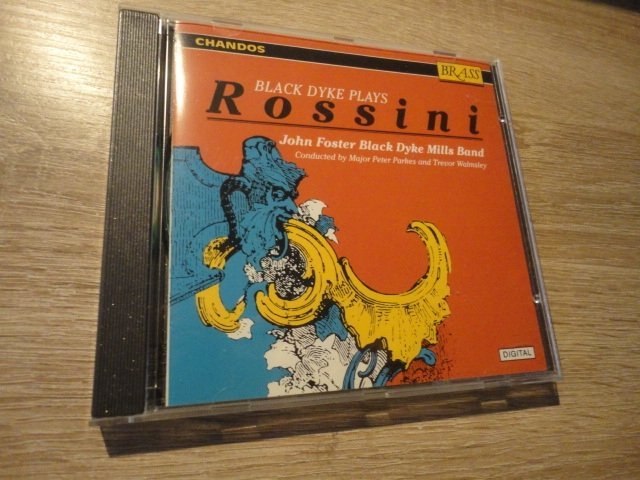 CHANDOS
BRASS
BLACK DYKE PLAYS
Rossini
John Foster Black Dyke Mills Band
Conducted by Major Peter Parkes and Trevor Walmsley
DIGITAL